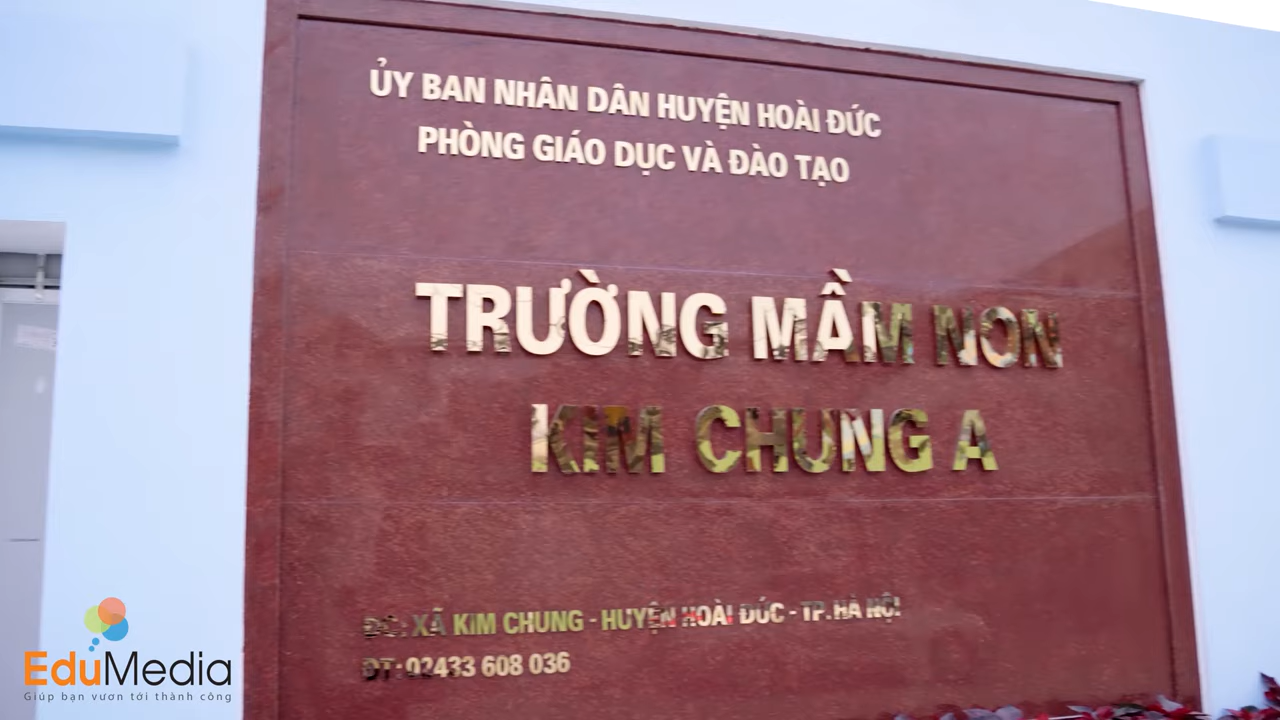 ỦY BAN NHÂN DÂN HUYỆN HOÀI ĐỨC
PHÒNG GIÁO DỤC VÀ ĐÀO TẠO
TRƯỜNG MẦM NON
KIM CHUNG A
ĐC: XÃ KIM CHUNG - HUYỆN HOÀI ĐỨC - TP. HÀ NỘI
ĐT: 02433 608 036
EduMedia
Giúp bạn vươn tới thành công